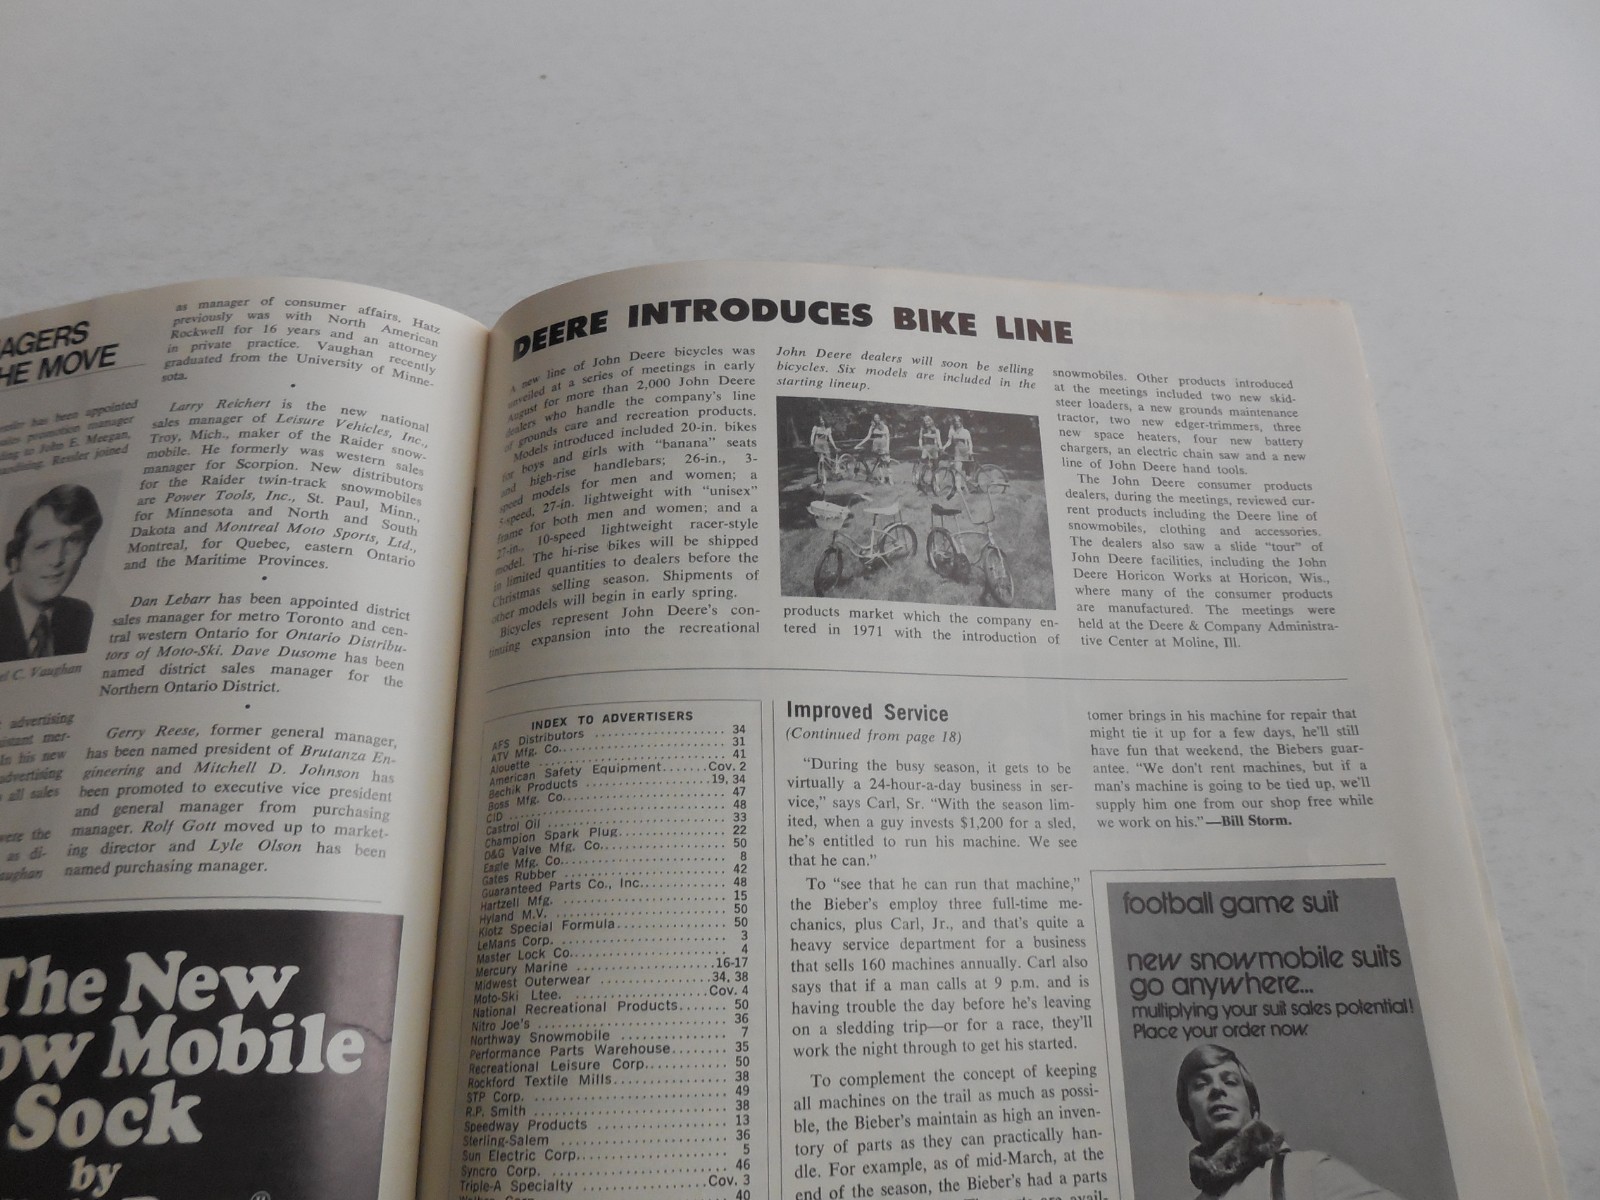 AGERS
HE MOVE
has been appointed
sales promotion manager
to John E. Meegan,
Ressler joined
el C. Vaughan
advertising
In his new
advertising
all sales
were the
as di-
aughan
as manager of consumer affairs. Hatz
previously was with North American
Rockwell for 16 years and an attorney
in private practice. Vaughan recently
graduated from the University of Minne-
sota.
•
Larry Reichert is the new national
sales manager of Leisure Vehicles, Inc.,
Troy, Mich., maker of the Raider snow-
mobile. He formerly was western sales
manager for Scorpion. New distributors
for the Raider twin-track snowmobiles
are Power Tools, Inc., St. Paul, Minn.,
for Minnesota and North and South
Dakota and Montreal Moto Sports, Ltd.,
Montreal, for Quebec, eastern Ontario
and the Maritime Provinces.
•
Dan Lebarr has been appointed district
sales manager for metro Toronto and cen-
tral western Ontario for Ontario Distribu-
tors of Moto-Ski. Dave Dusome has been
named district sales manager for the
Northern Ontario District.
•
Gerry Reese, former general manager,
has been named president of Brutanza En-
gineering and Mitchell D. Johnson has
been promoted to executive vice president
and general manager from purchasing
manager. Rolf Gott moved up to market-
ing director and Lyle Olson has been
named purchasing manager.
The New
ow Mobile
Sock
by
DEERE INTRODUCES BIKE LINE
A new line of John Deere bicycles was
unveiled at a series of meetings in early
August for more than 2,000 John Deere
dealers who handle the company's line
of grounds care and recreation products.
Models introduced included 20-in. bikes
for boys and girls with "banana" seats
and high-rise handlebars; 26-in., 3-
speed models for men and women; a
5-speed, 27-in. lightweight with "unisex"
frame for both men and women; and a
27-in., 10-speed lightweight racer-style
model. The hi-rise bikes will be shipped
in limited quantities to dealers before the
Christmas selling season. Shipments of
other models will begin in early spring.
Bicycles represent John Deere's con-
tinuing expansion into the recreational
John Deere dealers will soon be selling
bicycles. Six models are included in the
starting lineup.
products market which the company en-
tered in 1971 with the introduction of
snowmobiles. Other products introduced
at the meetings included two new skid-
steer loaders, a new grounds maintenance
tractor, two new edger-trimmers, three
new space heaters, four new battery
chargers, an electric chain saw and a new
line of John Deere hand tools.
The John Deere consumer products
dealers, during the meetings, reviewed cur-
rent products including the Deere line of
snowmobiles, clothing and accessories.
The dealers also saw a slide "tour" of
John Deere facilities, including the John
Deere Horicon Works at Horicon, Wis.,
where many of the consumer products
are manufactured. The meetings were
held at the Deere & Company Administra-
tive Center at Moline, Ill.
INDEX TO ADVERTISERS
AFS Distributors 34
ATV Mfg. Co. 31
Alouette 41
American Safety Equipment Cov. 2
Bechik Products 19, 34
Boss Mfg. Co. 47
CID 48
Castrol Oil 33
Champion Spark Plug 22
D&G Valve Mfg. Co. 50
Eagle Mfg. Co. 8
Gates Rubber 42
Guaranteed Parts Co., Inc. 48
Hartzell Mfg. 15
Hyland M.V. 50
Klotz Special Formula 50
LeMans Corp. 3
Master Lock Co. 4
Mercury Marine 16-17
Midwest Outerwear 34, 38
Moto-Ski Ltee. Cov. 4
National Recreational Products 50
Nitro Joe's 36
Northway Snowmobile 7
Performance Parts Warehouse 35
Recreational Leisure Corp. 50
Rockford Textile Mills 38
STP Corp. 49
R.P. Smith 38
Speedway Products 13
Sterling-Salem 36
Sun Electric Corp. 5
Syncro Corp. 46
Triple-A Specialty Cov. 3
40
Improved Service
(Continued from page 18)
"During the busy season, it gets to be
virtually a 24-hour-a-day business in ser-
vice," says Carl, Sr. "With the season lim-
ited, when a guy invests $1,200 for a sled,
he's entitled to run his machine. We see
that he can."
To "see that he can run that machine,"
the Bieber's employ three full-time me-
chanics, plus Carl, Jr., and that's quite a
heavy service department for a business
that sells 160 machines annually. Carl also
says that if a man calls at 9 p.m. and is
having trouble the day before he's leaving
on a sledding trip—or for a race, they'll
work the night through to get his started.
To complement the concept of keeping
all machines on the trail as much as possi-
ble, the Bieber's maintain as high an inven-
tory of parts as they can practically han-
dle. For example, as of mid-March, at the
end of the season, the Bieber's had a parts
tomer brings in his machine for repair that
might tie it up for a few days, he'll still
have fun that weekend, the Biebers guar-
antee. "We don't rent machines, but if a
man's machine is going to be tied up, we'll
supply him one from our shop free while
we work on his."—Bill Storm.
football game suit
new snowmobile suits
go anywhere...
multiplying your suit sales potential!
Place your order now.